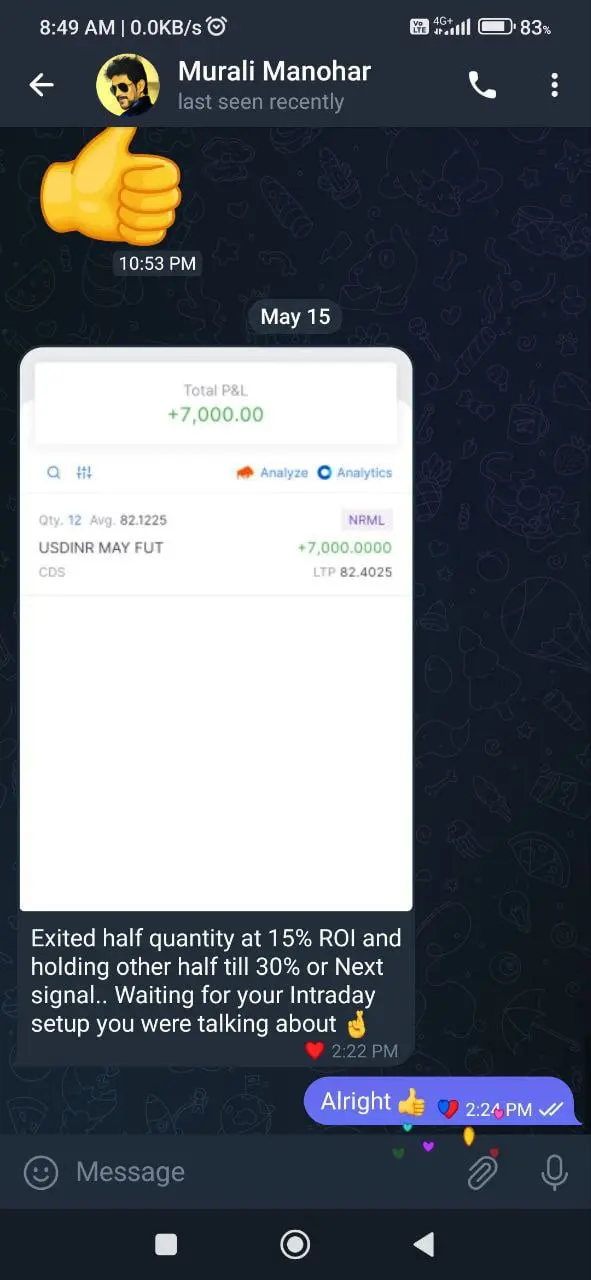 8:49 AM | 0.0KB/s
Vo LTE 4G+ 83%
Murali Manohar
last seen recently
10:53 PM
May 15
Total P&L
+7,000.00
Analyze Analytics
Qty. 12 Avg. 82.1225 NRML
USDINR MAY FUT +7,000.0000
CDS LTP 82.4025
Exited half quantity at 15% ROI and
holding other half till 30% or Next
signal.. Waiting for your Intraday
setup you were talking about 🤞
❤️ 2:22 PM
Alright 👍 2:24 PM
Message